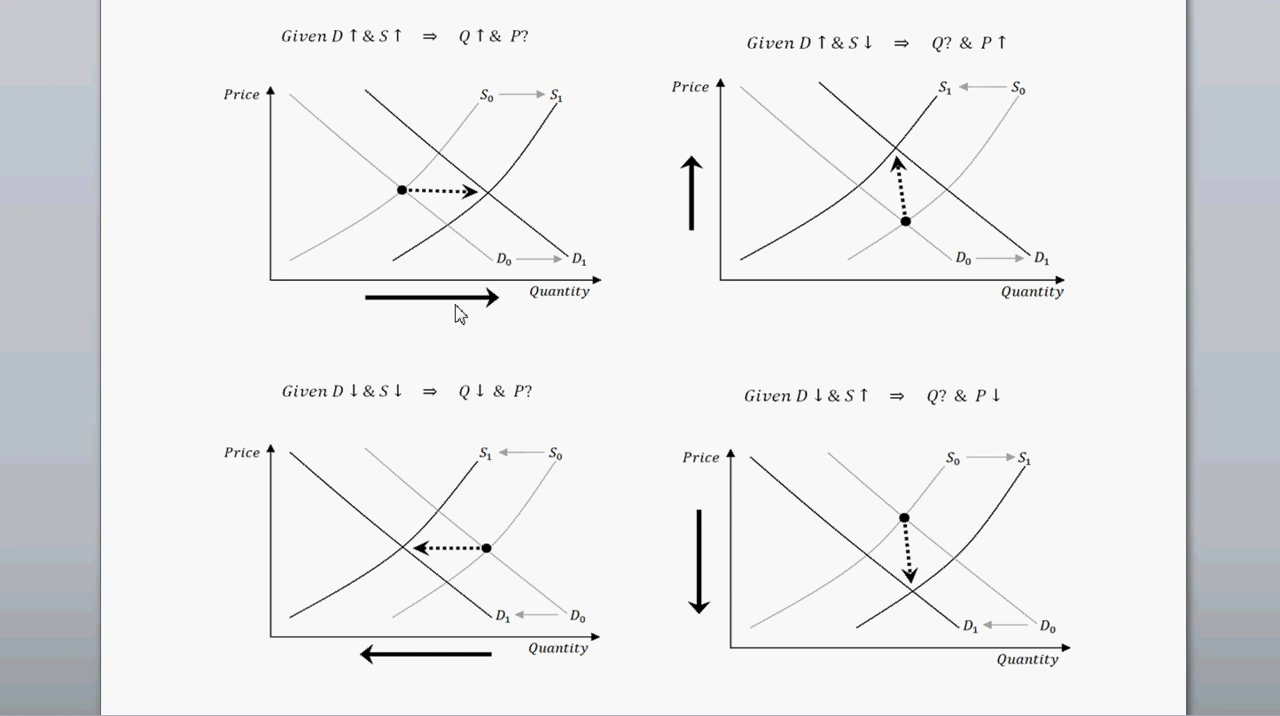 Given D ↑ & S ↑ ⇒ Q ↑ & P?
Price
S₀
S₁
D₀
D₁
Quantity
Given D ↑ & S ↓ ⇒ Q? & P ↑
Price
S₁
S₀
D₀
D₁
Quantity
Given D ↓ & S ↓ ⇒ Q ↓ & P?
Price
S₁
S₀
D₁
D₀
Quantity
Given D ↓ & S ↑ ⇒ Q? & P ↓
Price
S₀
S₁
D₁
D₀
Quantity